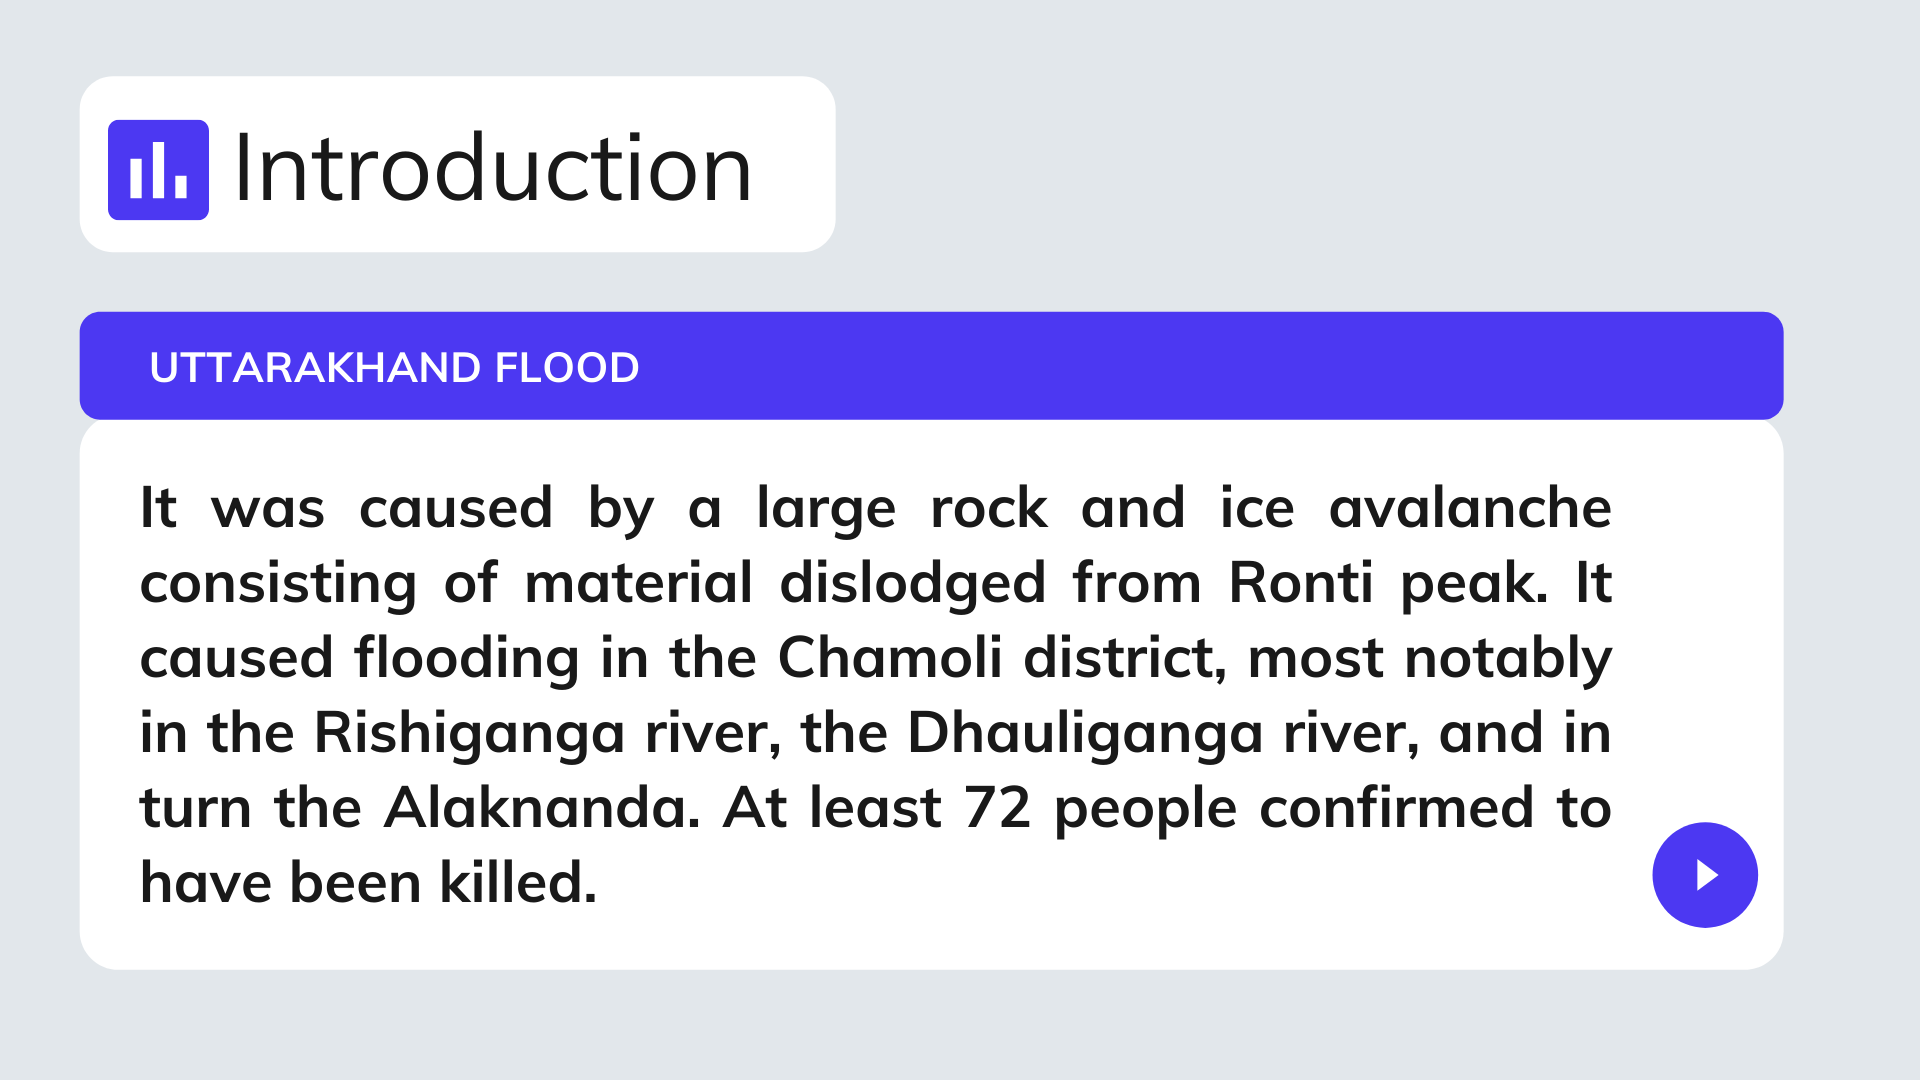 Introduction
UTTARAKHAND FLOOD
It was caused by a large rock and ice avalanche
consisting of material dislodged from Ronti peak. It
caused flooding in the Chamoli district, most notably
in the Rishiganga river, the Dhauliganga river, and in
turn the Alaknanda. At least 72 people confirmed to
have been killed.